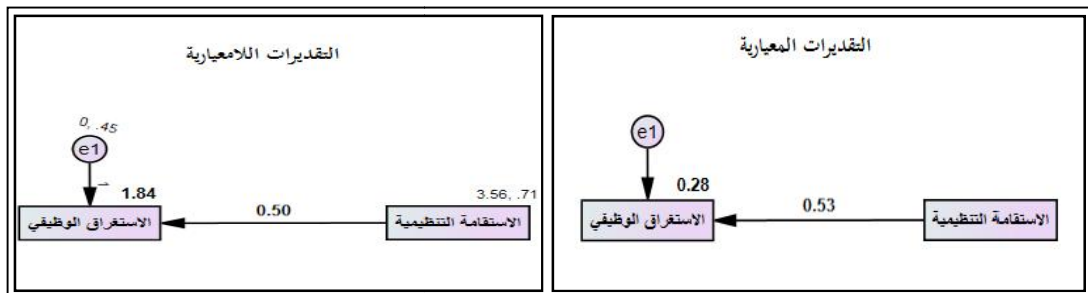 التقديرات المعيارية
e1
0.28
0.53
الاستغراق الوظيفي
الاستقامة التنظيمية
التقديرات اللامعيارية
0, .45
e1
1
1.84
3.56, .71
0.50
الاستغراق الوظيفي
الاستقامة التنظيمية